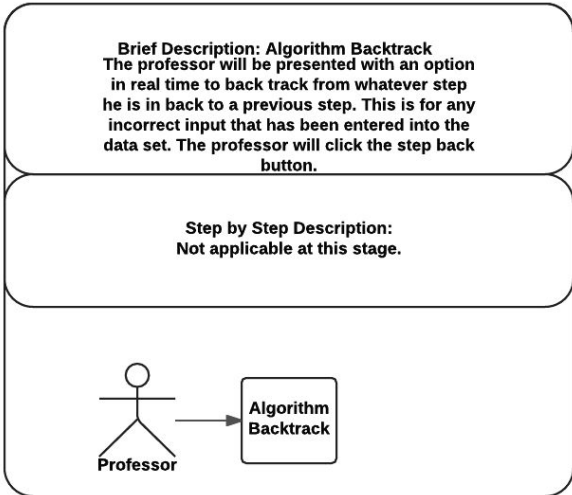 Brief Description: Algorithm Backtrack
The professor will be presented with an option
in real time to back track from whatever step
he is in back to a previous step. This is for any
incorrect input that has been entered into the
data set. The professor will click the step back
button.
Step by Step Description:
Not applicable at this stage.
Algorithm
Backtrack
Professor